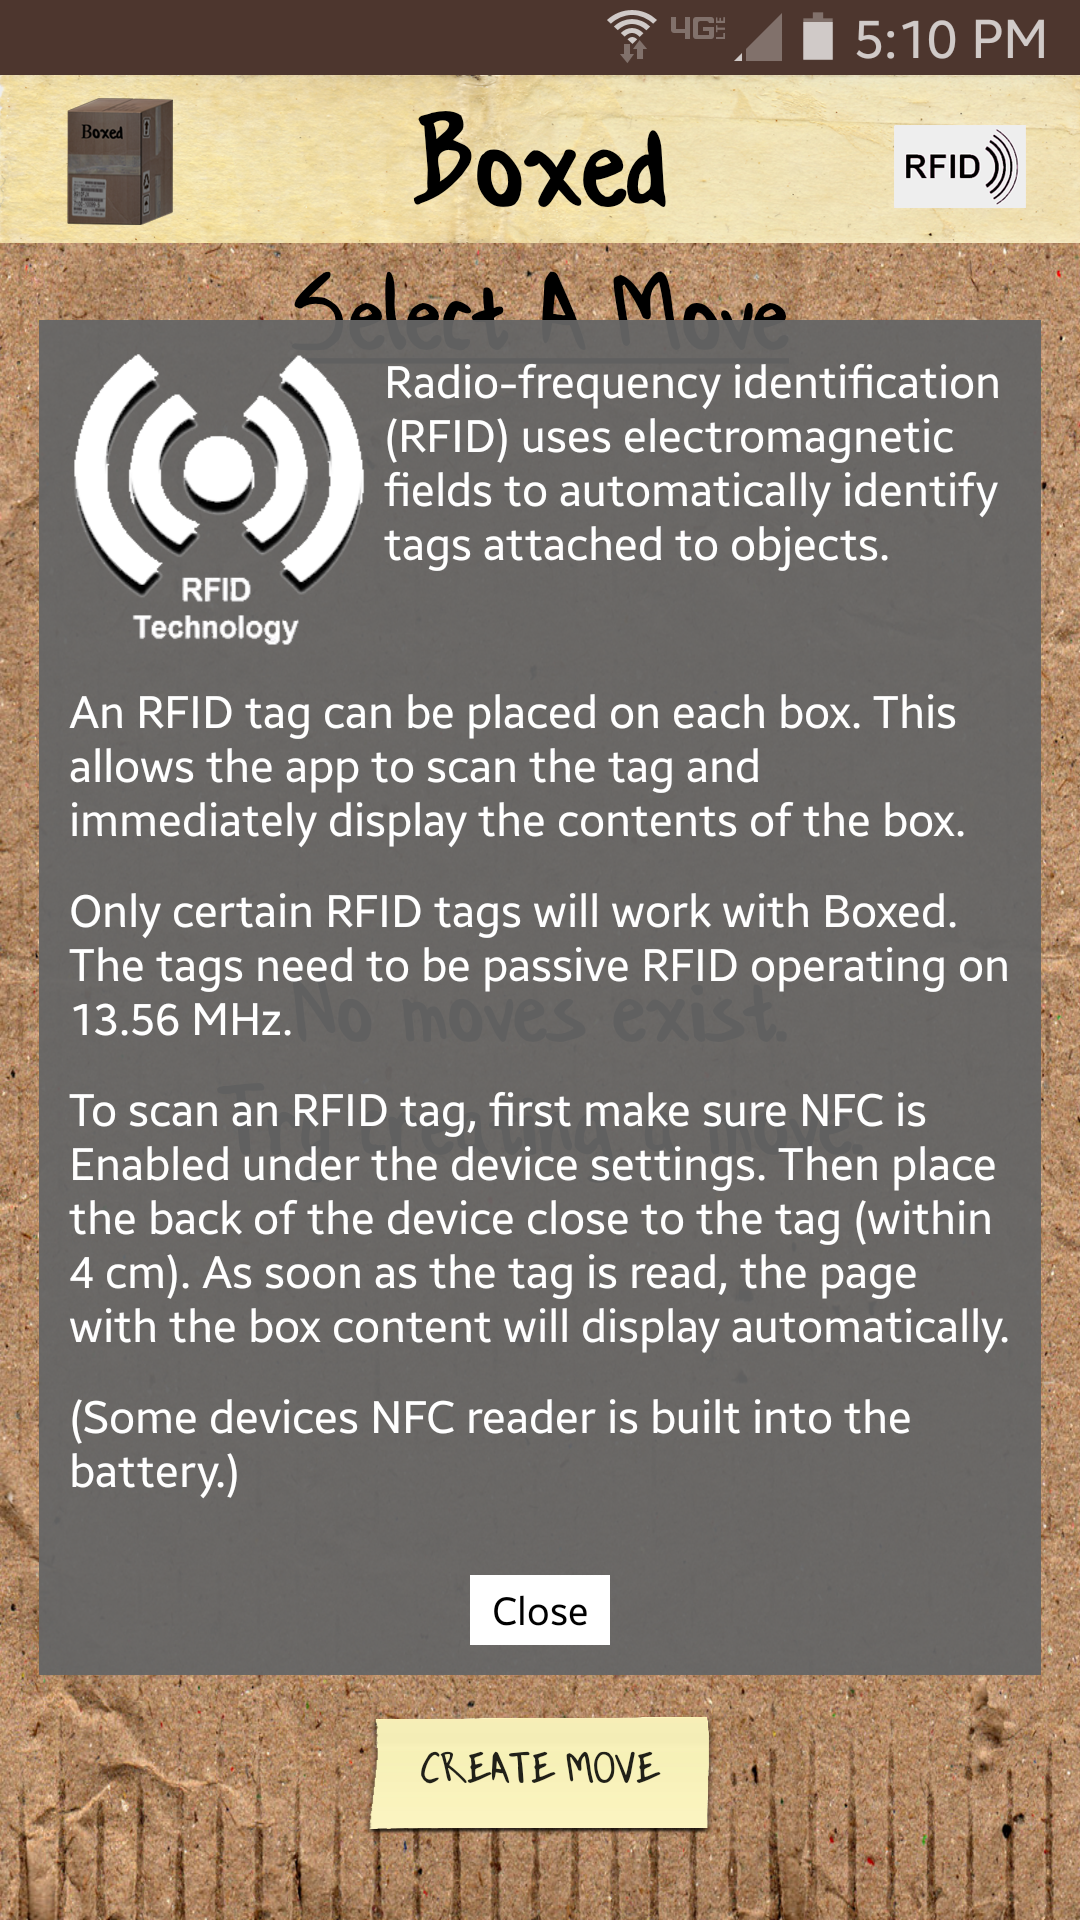 4G LTE 5:10 PM
Boxed
Boxed
RFID
Select A Move
Radio-frequency identification
(RFID) uses electromagnetic
fields to automatically identify
tags attached to objects.
RFID
Technology
An RFID tag can be placed on each box. This
allows the app to scan the tag and
immediately display the contents of the box.
Only certain RFID tags will work with Boxed.
The tags need to be passive RFID operating on
13.56 MHz.
No moves exist.
To scan an RFID tag, first make sure NFC is
Try creating a move.
Enabled under the device settings. Then place
the back of the device close to the tag (within
4 cm). As soon as the tag is read, the page
with the box content will display automatically.
(Some devices NFC reader is built into the
battery.)
Close
CREATE MOVE